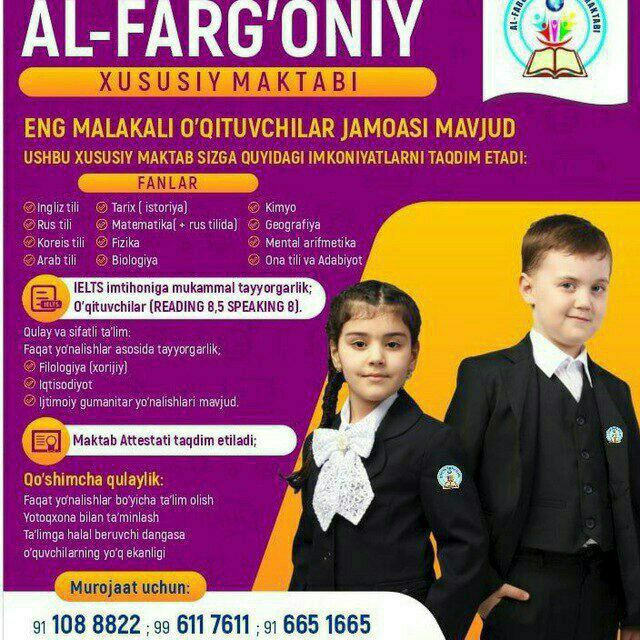 AL-FARG'ONIY
XUSUSIY MAKTABI
ENG MALAKALI O'QITUVCHILAR JAMOASI MAVJUD
USHBU XUSUSIY MAKTAB SIZGA QUYIDAGI IMKONIYATLARNI TAQDIM ETADI:
FANLAR
Ingliz tili
Rus tili
Koreis tili
Arab tili
Tarix ( istoriya)
Matematika( + rus tilida)
Fizika
Biologiya
Kimyo
Geografiya
Mental arifmetika
Ona tili va Adabiyot
IELTS
IELTS imtihoniga mukammal tayyorgarlik;
O'qituvchilar (READING 8,5 SPEAKING 8).
Qulay va sifatli ta'lim:
Faqat yo'nalishlar asosida tayyorgarlik;
Filologiya (xorijiy)
Iqtisodiyot
Ijtimoiy gumanitar yo'nalishlari mavjud.
Maktab Attestati taqdim etiladi;
Qo'shimcha qulaylik:
Faqat yo'nalishlar bo'yicha ta'lim olish
Yotoqxona bilan ta'minlash
Ta'limga halal beruvchi dangasa
o'quvchilarning yo'q ekanligi
Murojaat uchun:
91 108 8822 ; 99 611 7611 ; 91 665 1665